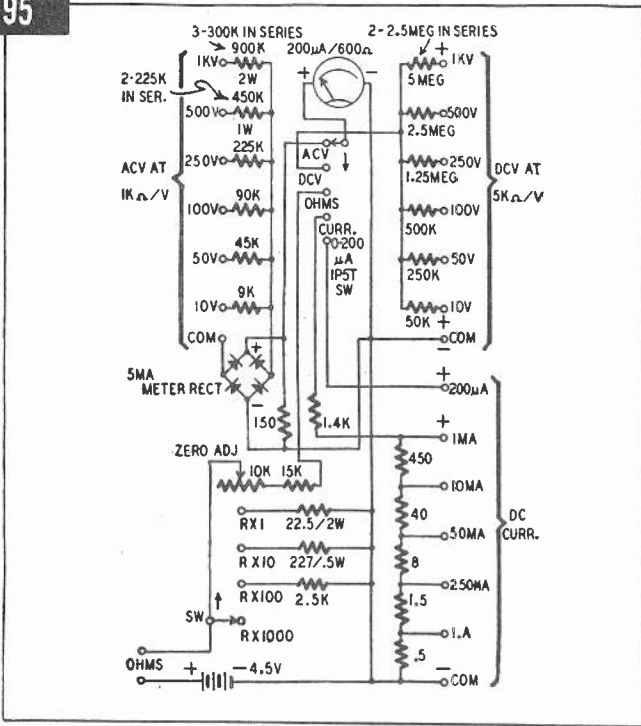 95
3-300K IN SERIES
900K
1KV
2W
200µA/600Ω
+
−
2-2.5MEG IN SERIES
+
1KV
5MEG
2-225K
IN SER.
450K
500V
1W
500V
2.5MEG
225K
250V
ACV
DCV
250V
1.25MEG
ACV AT
1KΩ/V
DCV AT
5KΩ/V
OHMS
90K
100V
CURR.
100V
500K
0-200
µA
1P5T
SW
45K
50V
50V
250K
9K
10V
10V
50K
+
COM
COM
−
+
5MA
METER RECT
−
+
200µA
150
1.4K
+
1MA
ZERO ADJ
10K
15K
450
10MA
RX1
22.5/2W
40
50MA
DC
CURR.
RX10
227/.5W
8
RX100
2.5K
250MA
1.5
SW
RX1000
1A
.5
OHMS
+
−4.5V
−
COM